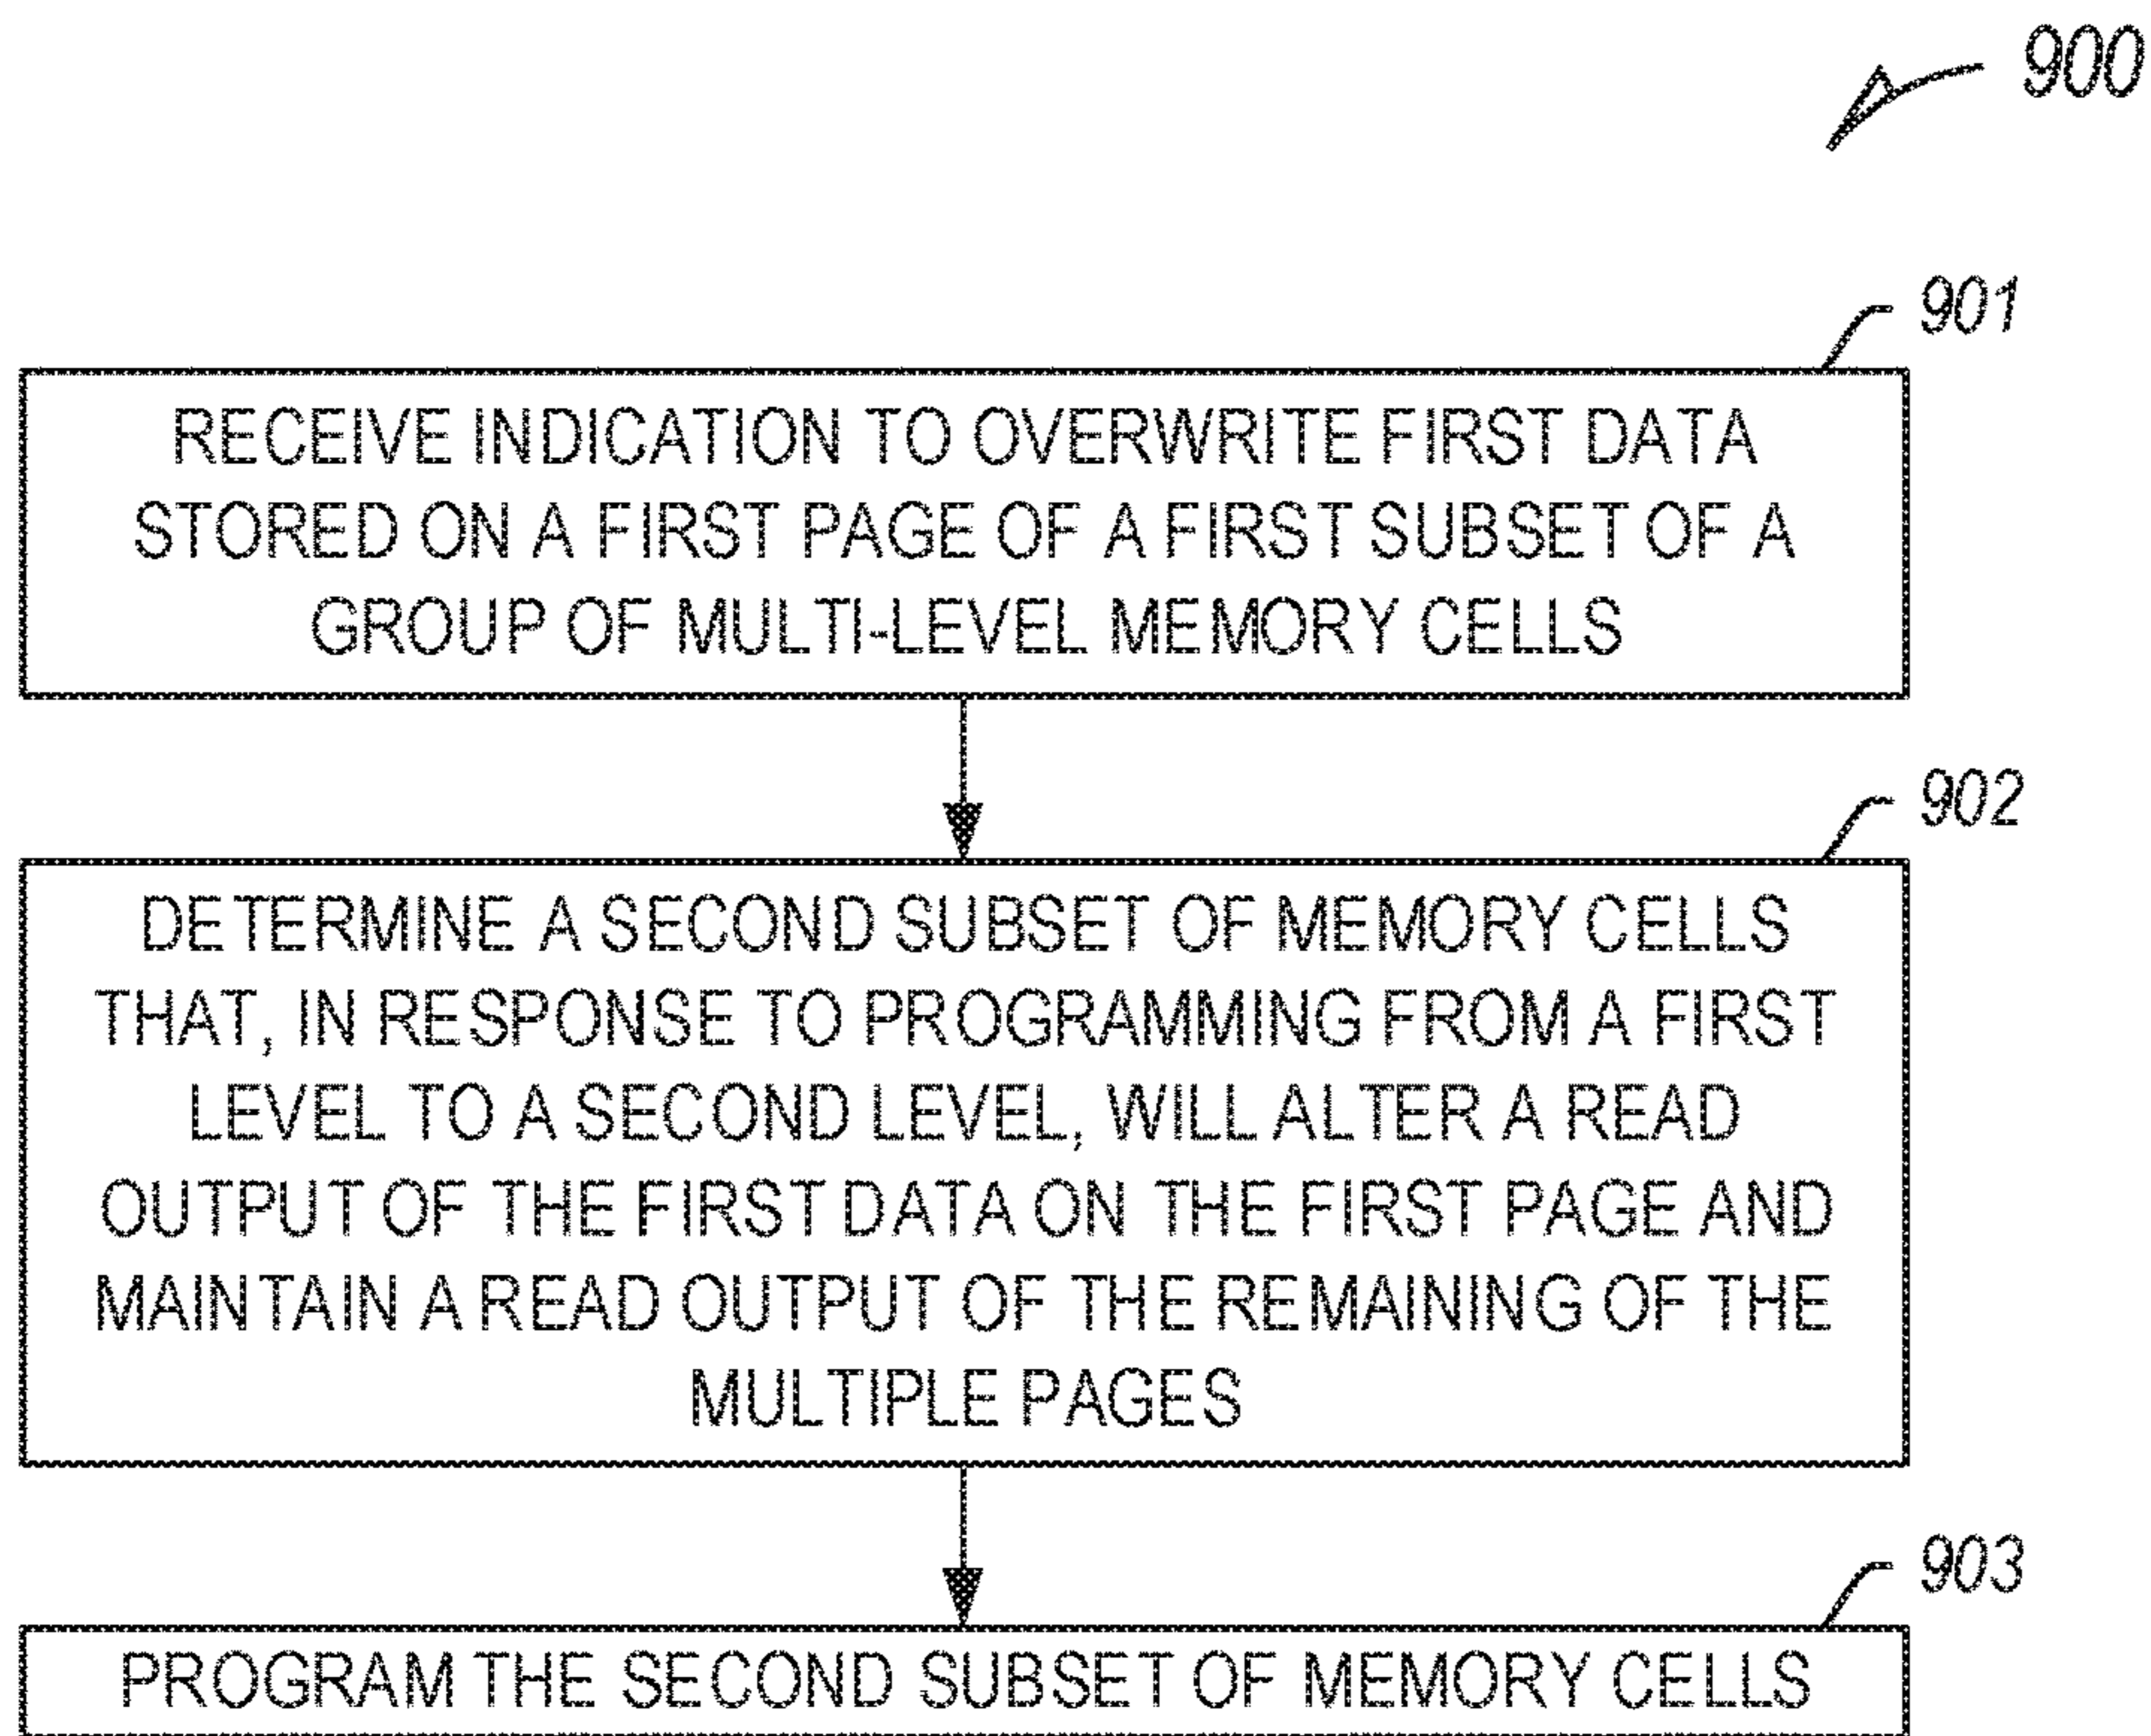 900
901
RECEIVE INDICATION TO OVERWRITE FIRST DATA
STORED ON A FIRST PAGE OF A FIRST SUBSET OF A
GROUP OF MULTI-LEVEL MEMORY CELLS
902
DETERMINE A SECOND SUBSET OF MEMORY CELLS
THAT, IN RESPONSE TO PROGRAMMING FROM A FIRST
LEVEL TO A SECOND LEVEL, WILL ALTER A READ
OUTPUT OF THE FIRST DATA ON THE FIRST PAGE AND
MAINTAIN A READ OUTPUT OF THE REMAINING OF THE
MULTIPLE PAGES
903
PROGRAM THE SECOND SUBSET OF MEMORY CELLS